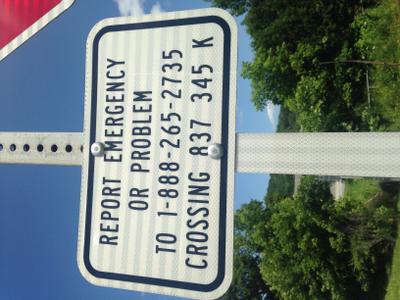 REPORT EMERGENCY
OR PROBLEM
TO 1-888-265-2735
CROSSING 837 345 K